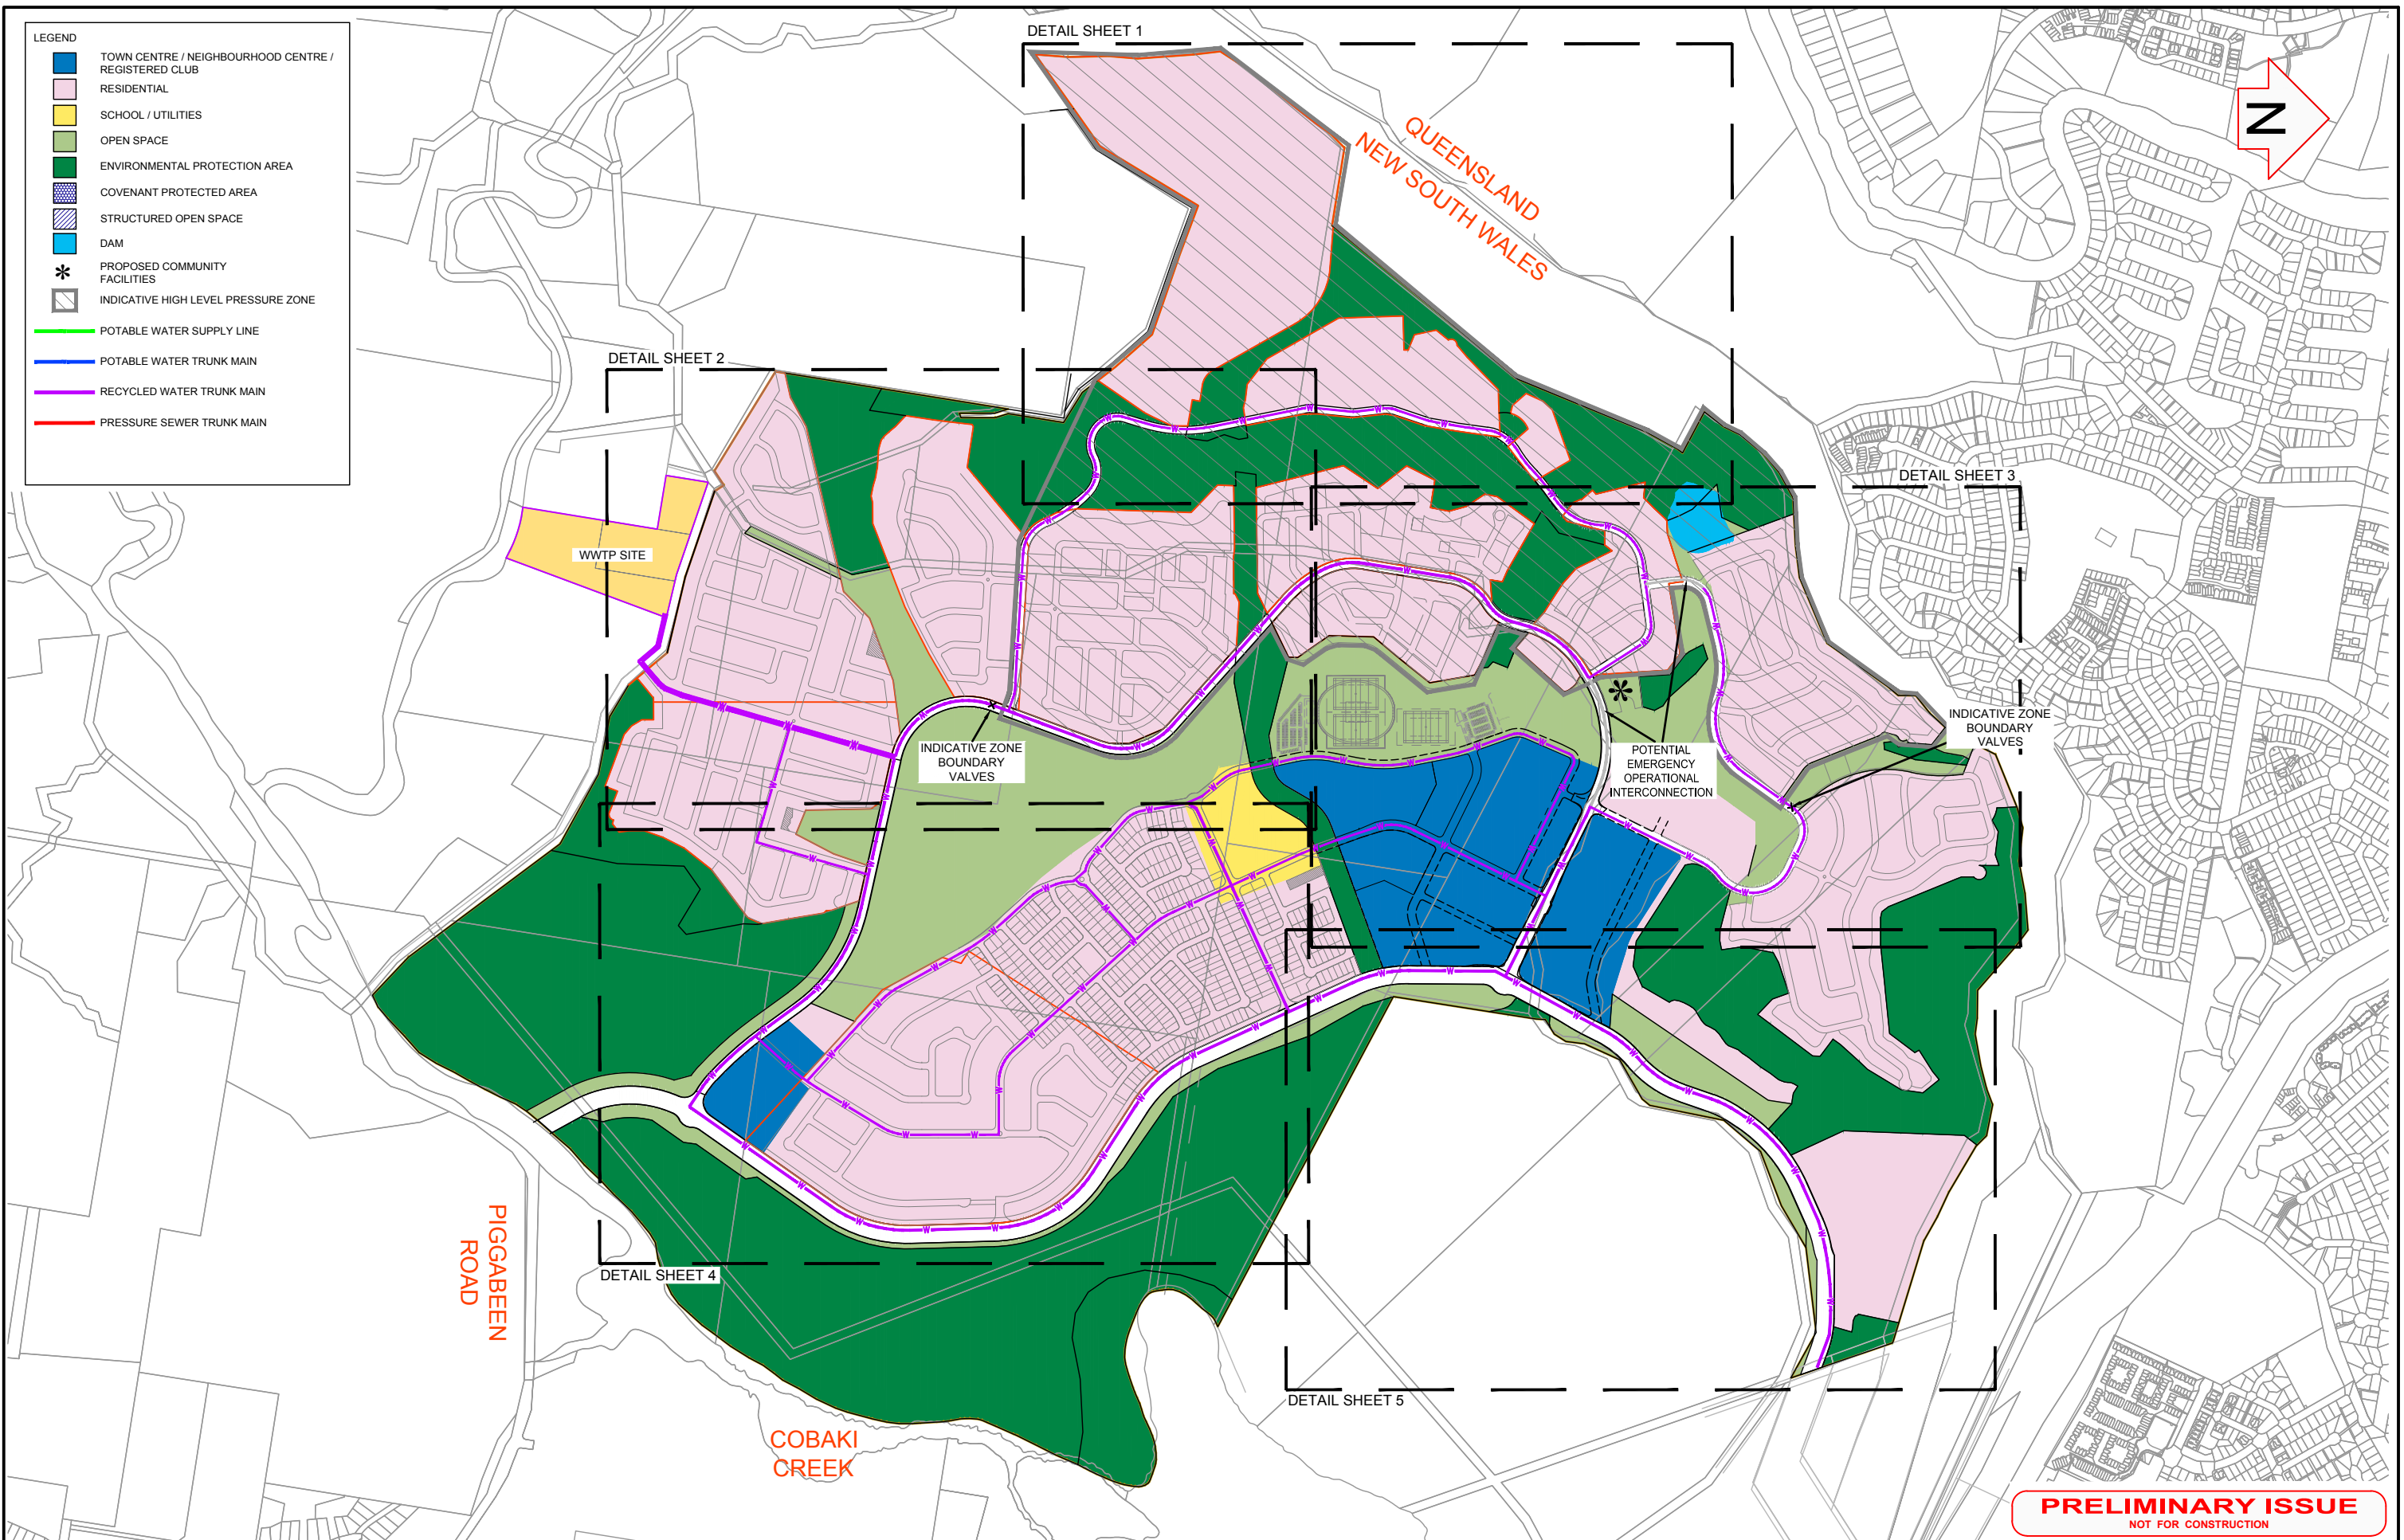 LEGEND
TOWN CENTRE / NEIGHBOURHOOD CENTRE /
REGISTERED CLUB
RESIDENTIAL
SCHOOL / UTILITIES
OPEN SPACE
ENVIRONMENTAL PROTECTION AREA
COVENANT PROTECTED AREA
STRUCTURED OPEN SPACE
DAM
PROPOSED COMMUNITY
FACILITIES
INDICATIVE HIGH LEVEL PRESSURE ZONE
POTABLE WATER SUPPLY LINE
POTABLE WATER TRUNK MAIN
RECYCLED WATER TRUNK MAIN
PRESSURE SEWER TRUNK MAIN
DETAIL SHEET 1
N
QUEENSLAND
NEW SOUTH WALES
DETAIL SHEET 2
DETAIL SHEET 3
WWTP SITE
INDICATIVE ZONE
BOUNDARY
VALVES
POTENTIAL
EMERGENCY
OPERATIONAL
INTERCONNECTION
INDICATIVE ZONE
BOUNDARY
VALVES
DETAIL SHEET 4
PIGGABEEN
ROAD
DETAIL SHEET 5
COBAKI
CREEK
PRELIMINARY ISSUE
NOT FOR CONSTRUCTION